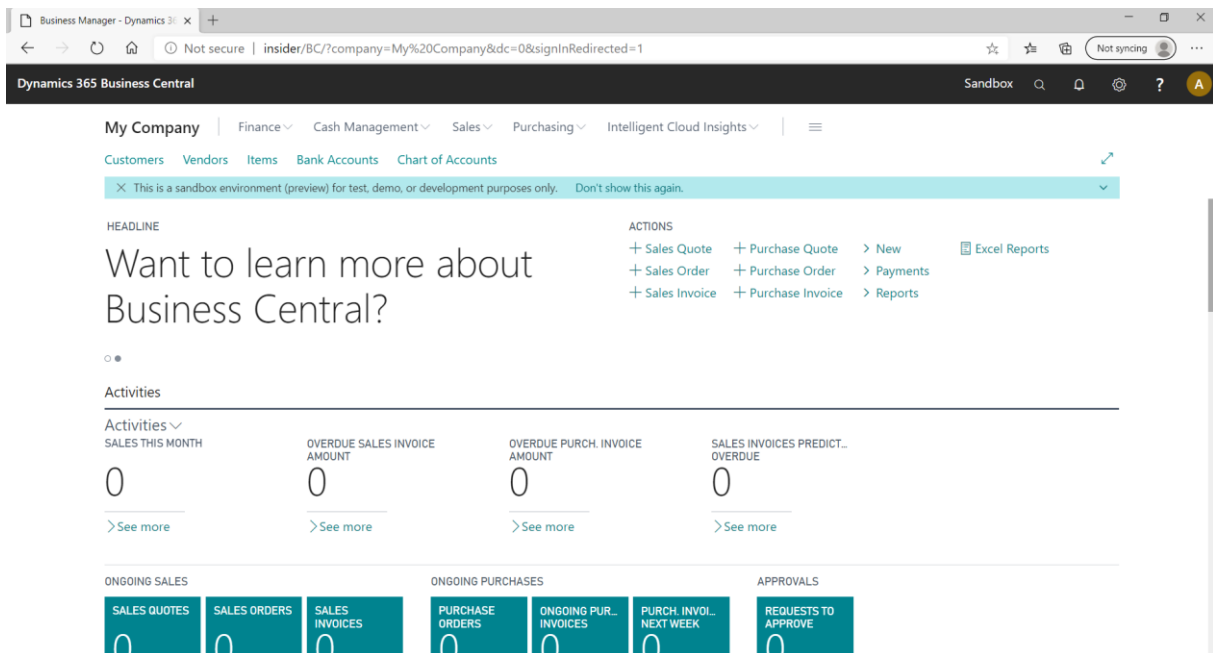 Business Manager - Dynamics 3
Not secure | insider/BC/?company=My%20Company&dc=0&signInRedirected=1
Not syncing
Dynamics 365 Business Central
Sandbox
?
A
My Company
Finance
Cash Management
Sales
Purchasing
Intelligent Cloud Insights
Customers
Vendors
Items
Bank Accounts
Chart of Accounts
This is a sandbox environment (preview) for test, demo, or development purposes only. Don't show this again.
HEADLINE
Want to learn more about
Business Central?
ACTIONS
+ Sales Quote
+ Purchase Quote
> New
Excel Reports
+ Sales Order
+ Purchase Order
> Payments
+ Sales Invoice
+ Purchase Invoice
> Reports
Activities
Activities
SALES THIS MONTH
0
>See more
OVERDUE SALES INVOICE
AMOUNT
0
>See more
OVERDUE PURCH. INVOICE
AMOUNT
0
>See more
SALES INVOICES PREDICT...
OVERDUE
0
>See more
ONGOING SALES
SALES QUOTES
0
SALES ORDERS
0
SALES
INVOICES
0
ONGOING PURCHASES
PURCHASE
ORDERS
0
ONGOING PUR...
INVOICES
0
PURCH. INVOI...
NEXT WEEK
0
APPROVALS
REQUESTS TO
APPROVE
0